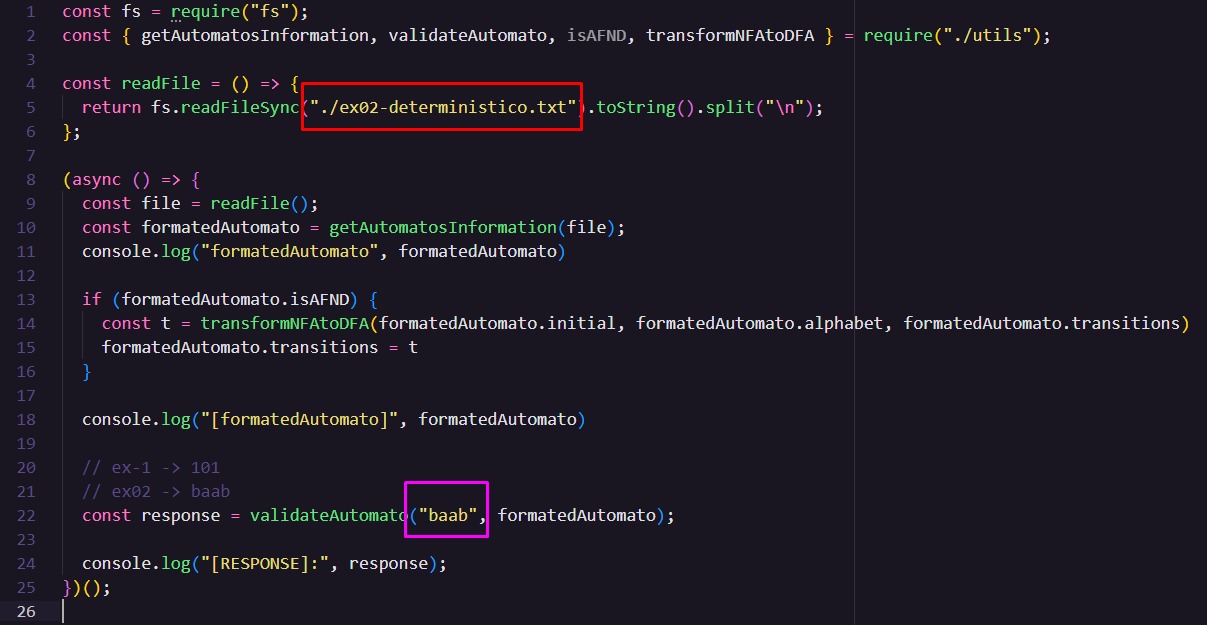 1 const fs = require("fs");
2 const { getAutomatosInformation, validateAutomato, isAFND, transformNFAtoDFA } = require("./utils");
3
4 const readFile = () => {
5   return fs.readFileSync("./ex02-deterministico.txt").toString().split("\n");
6 };
7
8 (async () => {
9   const file = readFile();
10   const formatedAutomato = getAutomatosInformation(file);
11   console.log("formatedAutomato", formatedAutomato)
12
13   if (formatedAutomato.isAFND) {
14     const t = transformNFAtoDFA(formatedAutomato.initial, formatedAutomato.alphabet, formatedAutomato.transitions)
15     formatedAutomato.transitions = t
16   }
17
18   console.log("[formatedAutomato]", formatedAutomato)
19
20   // ex-1 -> 101
21   // ex02 -> baab
22   const response = validateAutomato("baab", formatedAutomato);
23
24   console.log("[RESPONSE]:", response);
25 })();
26